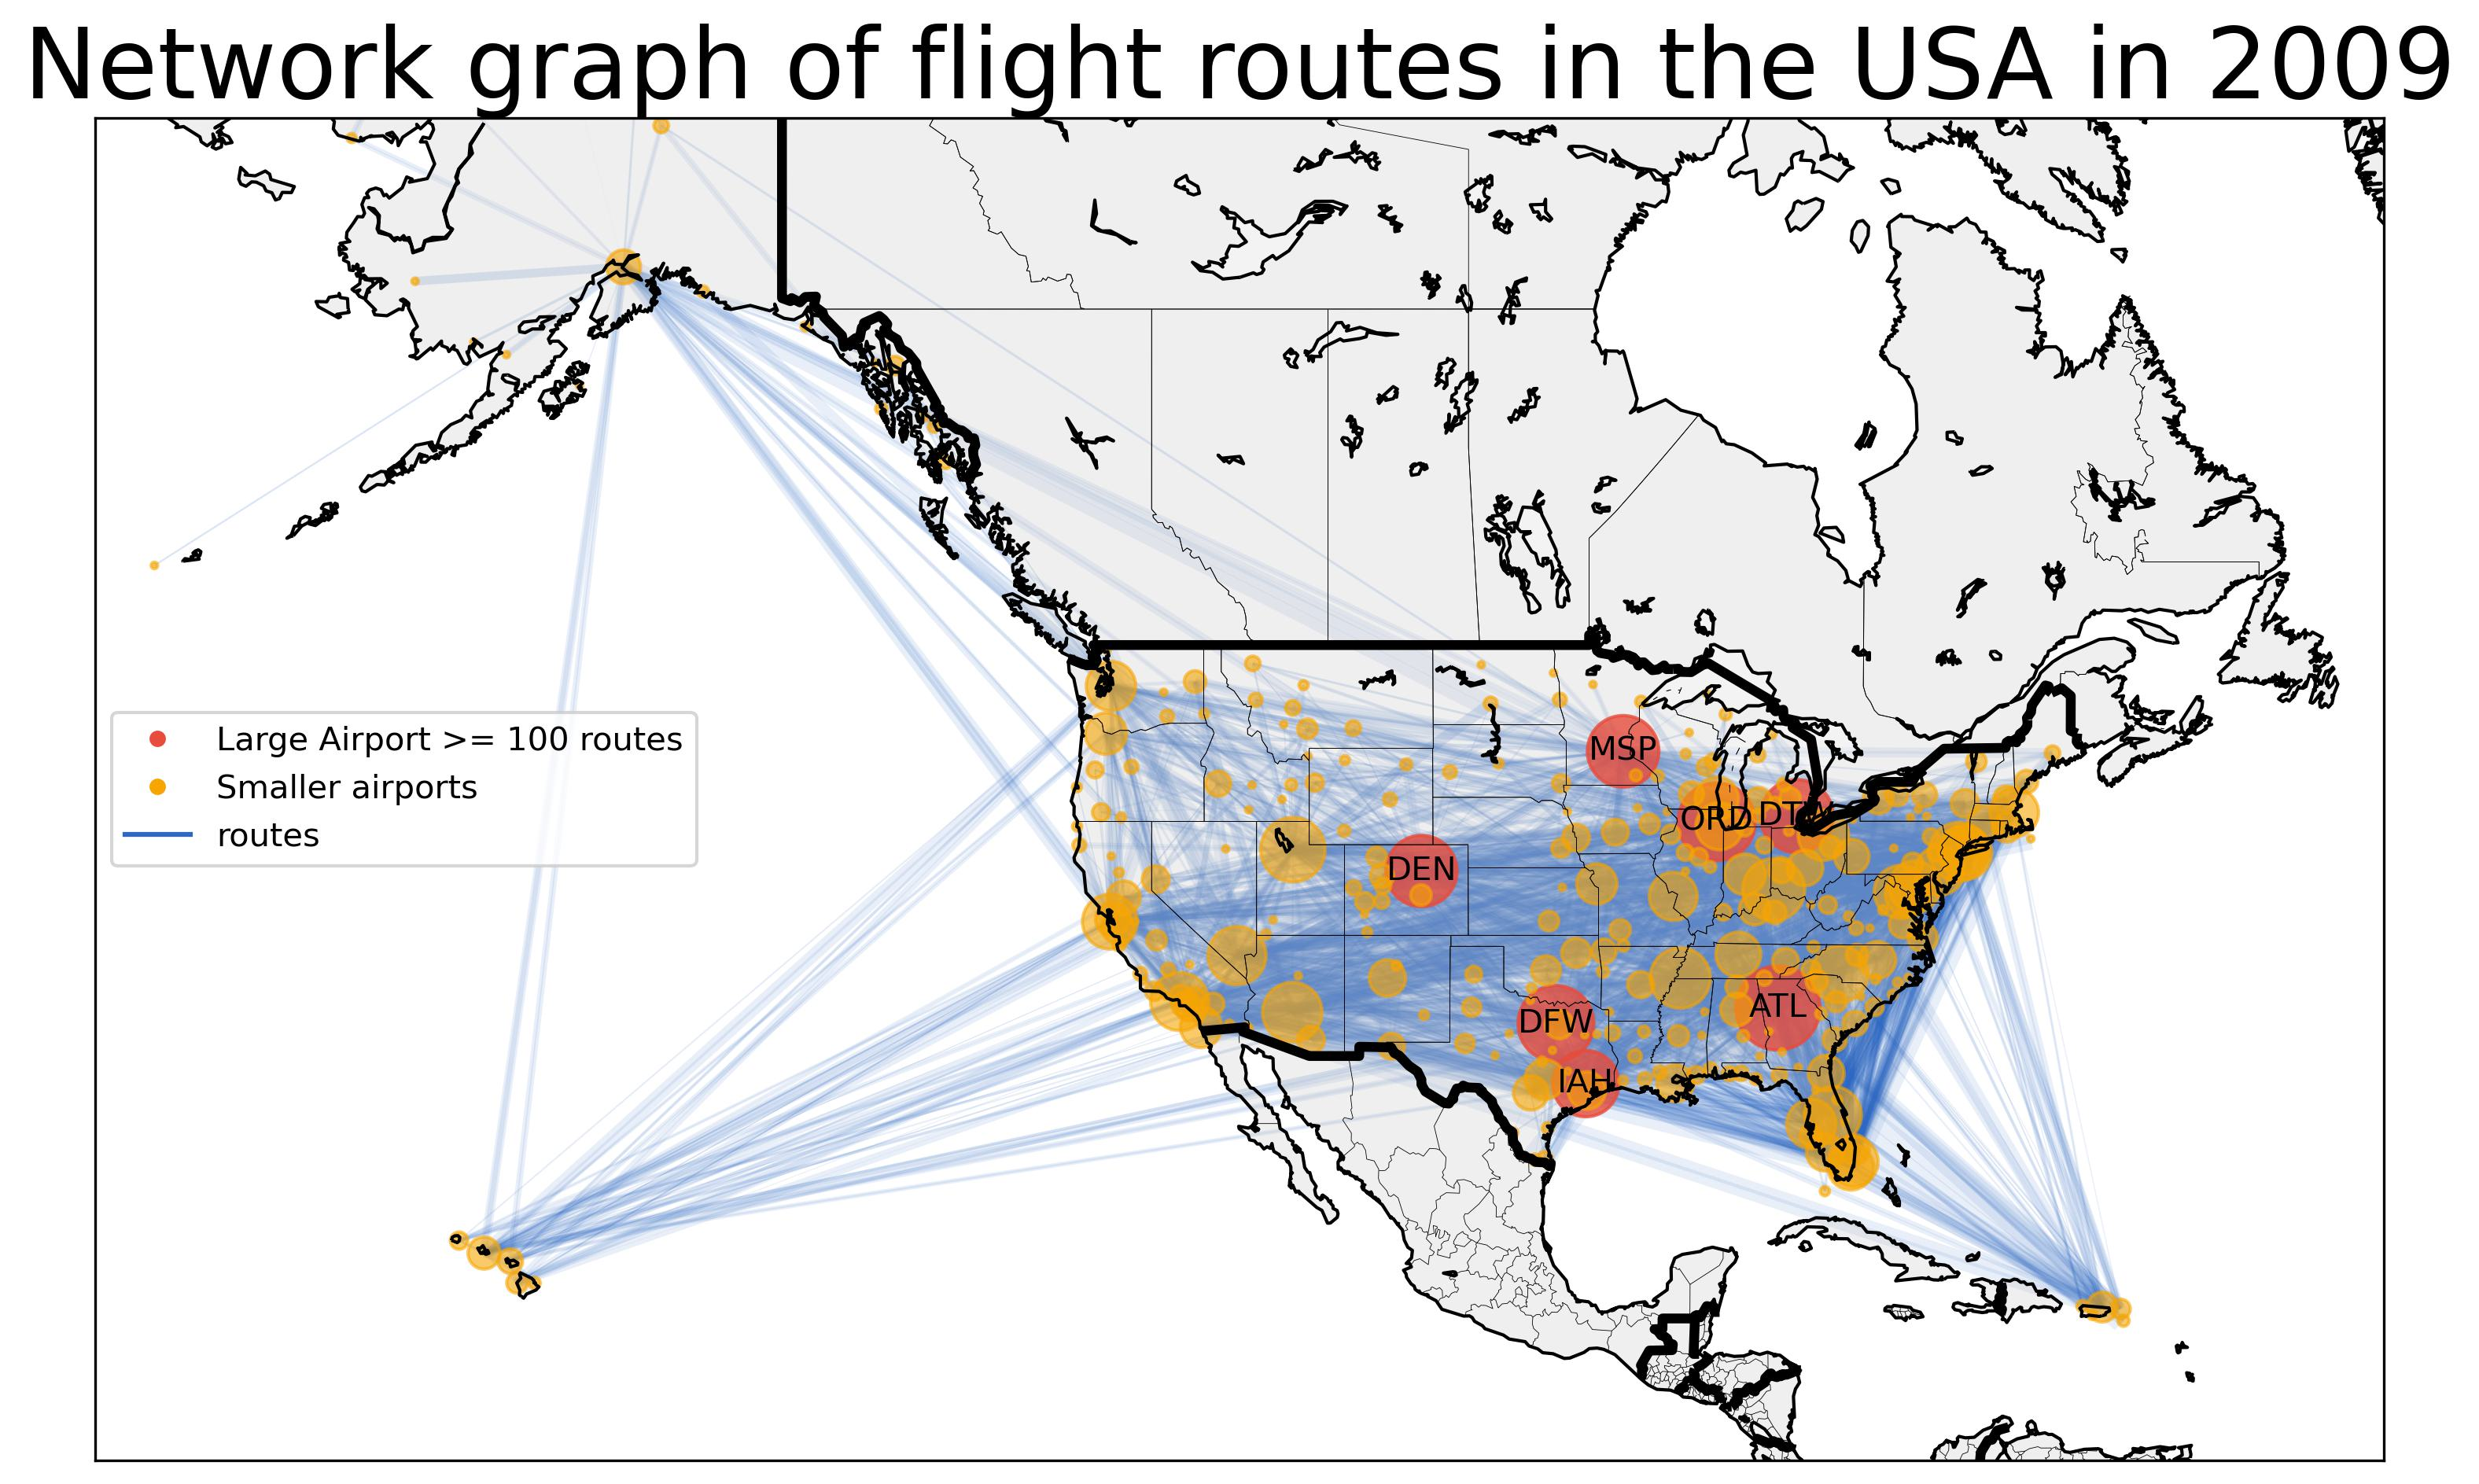 Network graph of flight routes in the USA in 2009
Large Airport >= 100 routes
Smaller airports
routes
MSP
ORD
DTW
DEN
DFW
ATL
IAH